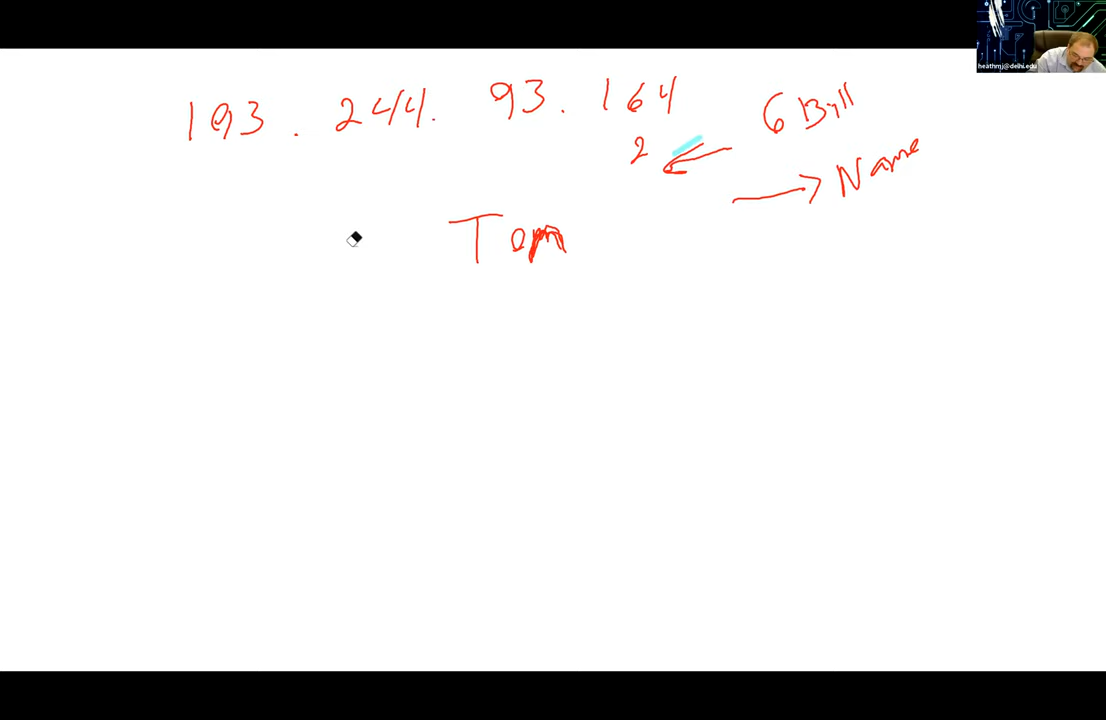 193. 244. 93. 164
6 Bill
2
Name
Tom
heathmj@delhi.edu